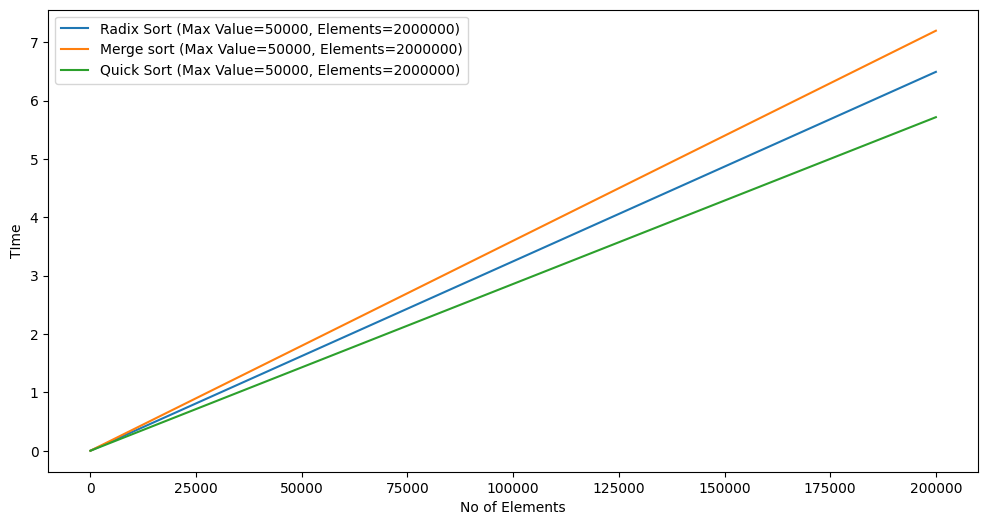 Radix Sort (Max Value=50000, Elements=2000000)
Merge sort (Max Value=50000, Elements=2000000)
Quick Sort (Max Value=50000, Elements=2000000)
7
6
5
4
3
2
1
0
TIme
0 25000 50000 75000 100000 125000 150000 175000 200000
No of Elements